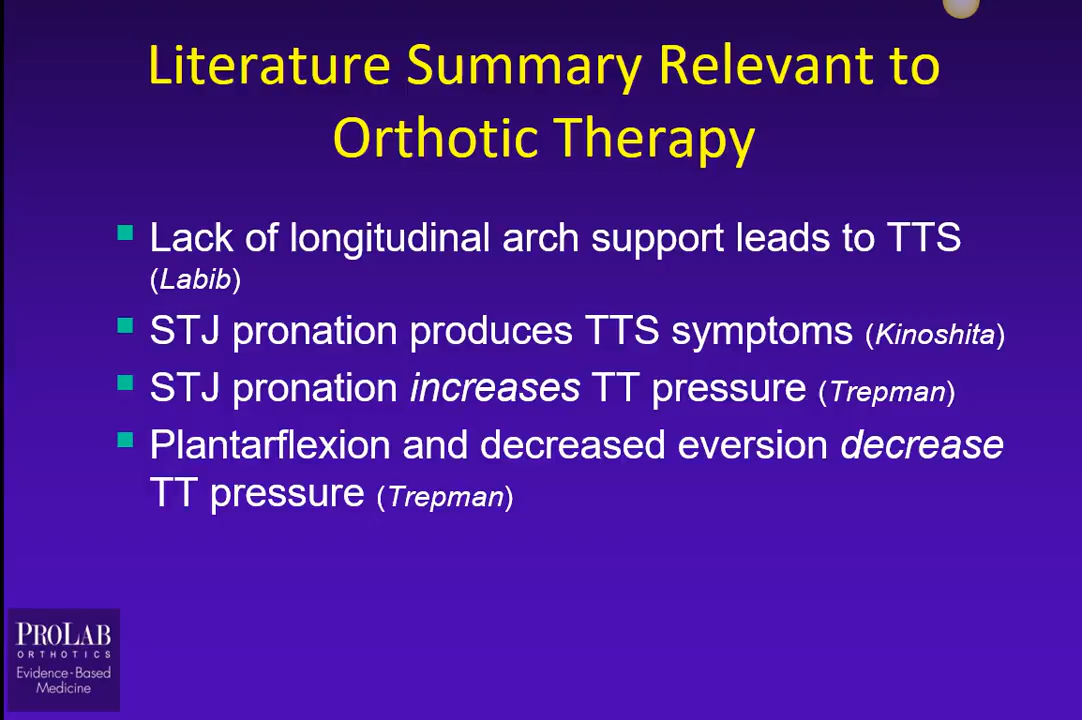 Literature Summary Relevant to
Orthotic Therapy
Lack of longitudinal arch support leads to TTS
(Labib)
STJ pronation produces TTS symptoms (Kinoshita)
STJ pronation increases TT pressure (Trepman)
Plantarflexion and decreased eversion decrease
TT pressure (Trepman)
PROLAB
ORTHOTICS
Evidence-Based
Medicine